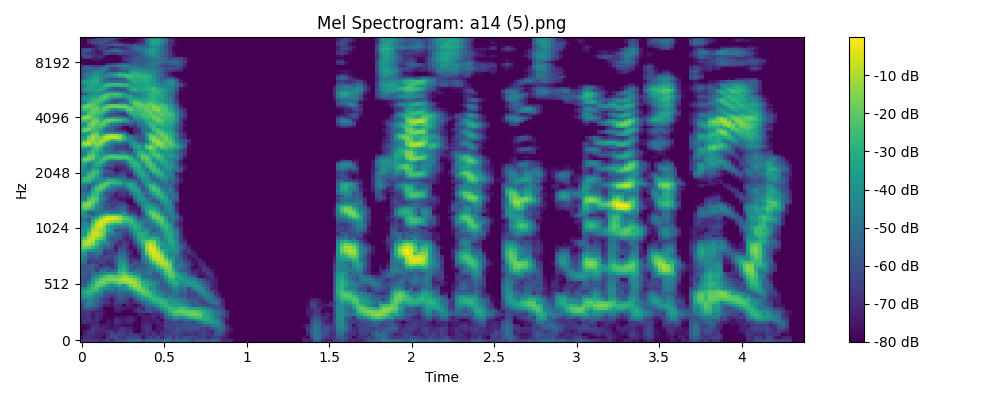 Mel Spectrogram: a14 (5).png
8192
4096
2048
1024
512
0
Hz
0 0.5 1 1.5 2 2.5 3 3.5 4
Time
-10 dB
-20 dB
-30 dB
-40 dB
-50 dB
-60 dB
-70 dB
-80 dB